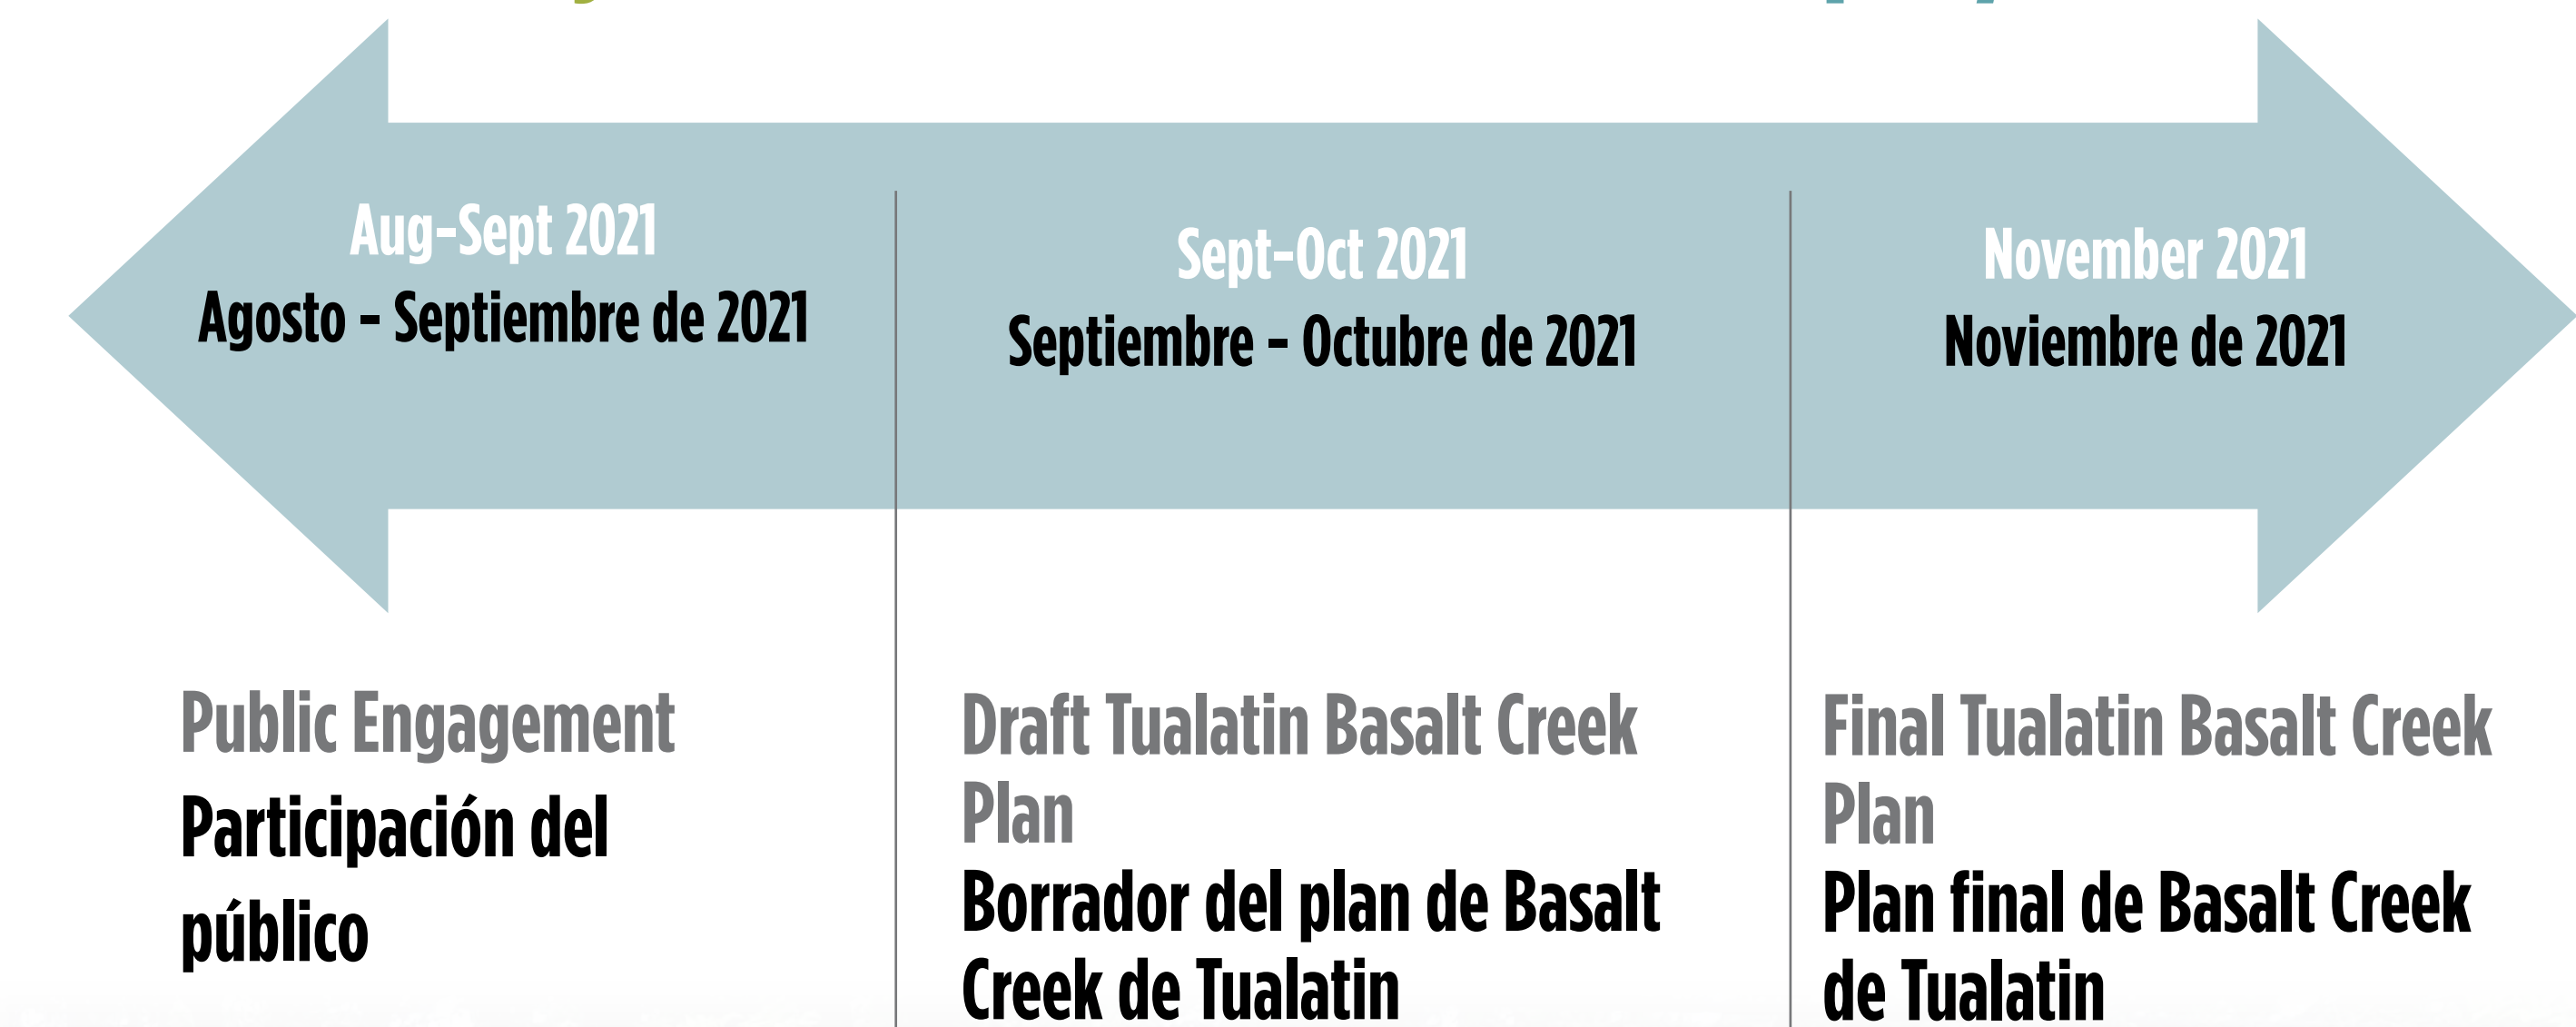 Aug-Sept 2021
Agosto - Septiembre de 2021
Sept-Oct 2021
Septiembre - Octubre de 2021
November 2021
Noviembre de 2021
Public Engagement
Participación del
público
Draft Tualatin Basalt Creek
Plan
Borrador del plan de Basalt
Creek de Tualatin
Final Tualatin Basalt Creek
Plan
Plan final de Basalt Creek
de Tualatin